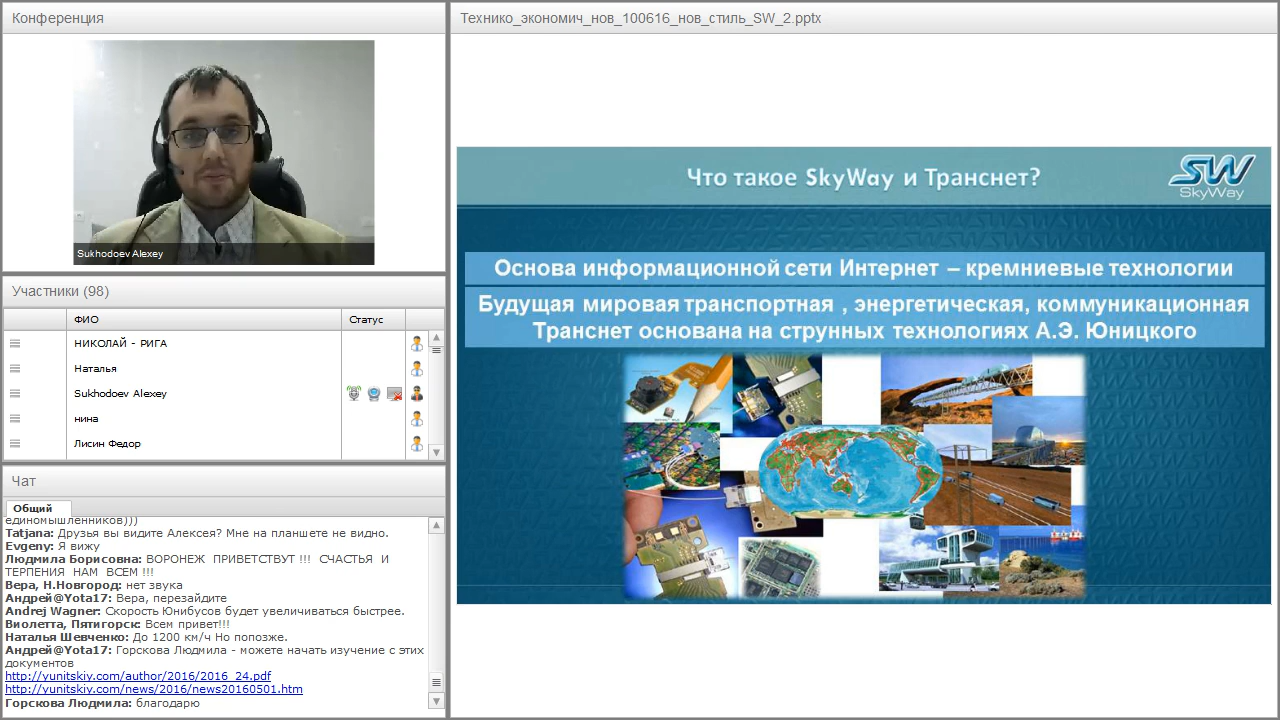 Конференция
Sukhodoev Alexey
Участники (98)
ФИО
Статус
НИКОЛАЙ - РИГА
Наталья
Sukhodoev Alexey
нина
Лисин Федор
Чат
Общий
единомышленников)))
Tatjana: Друзья вы видите Алексея? Мне на планшете не видно.
Evgeny: Я вижу
Людмила Борисовна: ВОРОНЕЖ ПРИВЕТСТВУТ !!! СЧАСТЬЯ И
ТЕРПЕНИЯ НАМ ВСЕМ !!!
Вера, Н.Новгород: нет звука
Андрей@Yota17: Вера, перезайдите
Andrej Wagner: Скорость Юнибусов будет увеличиваться быстрее.
Виолетта, Пятигорск: Всем привет!!!
Наталья Шевченко: До 1200 км/ч Но попозже.
Андрей@Yota17: Горскова Людмила - можете начать изучение с этих
документов
http://yunitskiy.com/author/2016/2016_24.pdf
http://yunitskiy.com/news/2016/news20160501.htm
Горскова Людмила: благодарю
Технико_экономич_нов_100616_нов_стиль_SW_2.pptx
Что такое SkyWay и Транснет?
SW
SkyWay
Основа информационной сети Интернет – кремниевые технологии
Будущая мировая транспортная , энергетическая, коммуникационная
Транснет основана на струнных технологиях А.Э. Юницкого